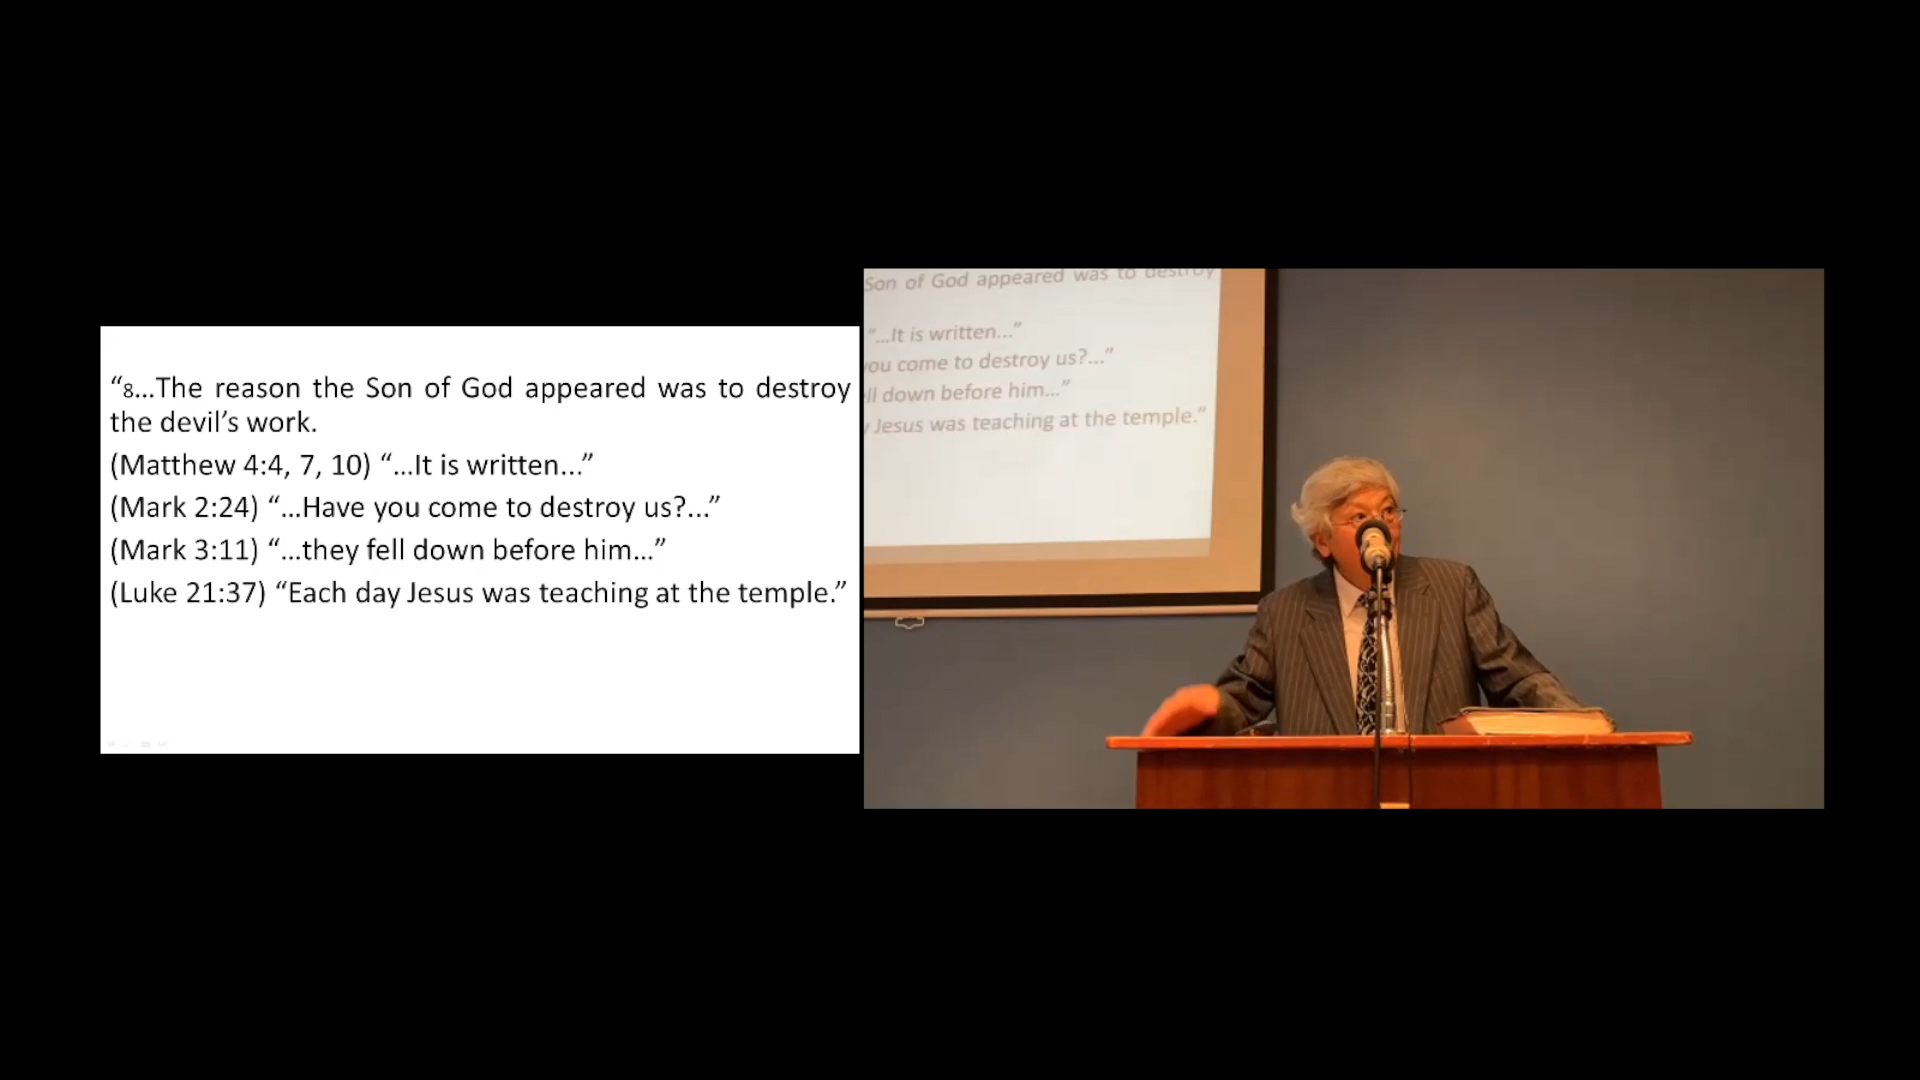 “8...The reason the Son of God appeared was to destroy
the devil’s work.
(Matthew 4:4, 7, 10) “...It is written...”
(Mark 2:24) “...Have you come to destroy us?...”
(Mark 3:11) “...they fell down before him...”
(Luke 21:37) “Each day Jesus was teaching at the temple.”
Son of God appeared was to destroy
“...It is written...”
you come to destroy us?...”
ll down before him...”
y Jesus was teaching at the temple.”